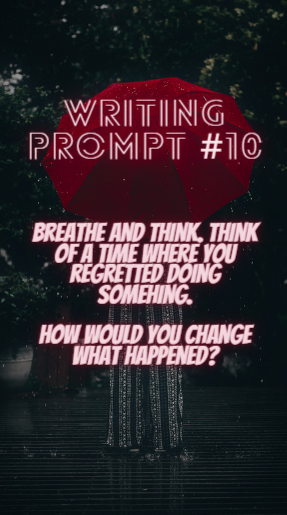 WRITING
PROMPT #10
BREATHE AND THINK, THINK
OF A TIME WHERE YOU
REGRETTED DOING
SOMEHING.
HOW WOULD YOU CHANGE
WHAT HAPPENED?